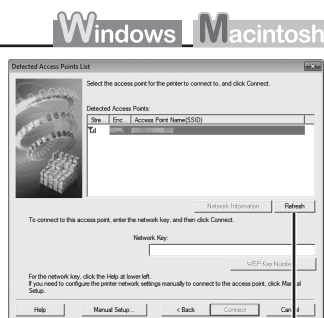 Windows Macintosh
Detected Access Points List
Select the access point for the printer to connect to, and click Connect.
Detected Access Points:
Stre... Enc... Access Point Name(SSID)
Network Information Refresh
To connect to this access point, enter the network key, and then click Connect.
Network Key:
WEP Key Number
For the network key, click the Help at lower left.
If you need to configure the printer network settings manually to connect to the access point, click Manual
Setup.
Help Manual Setup... < Back Connect Cancel